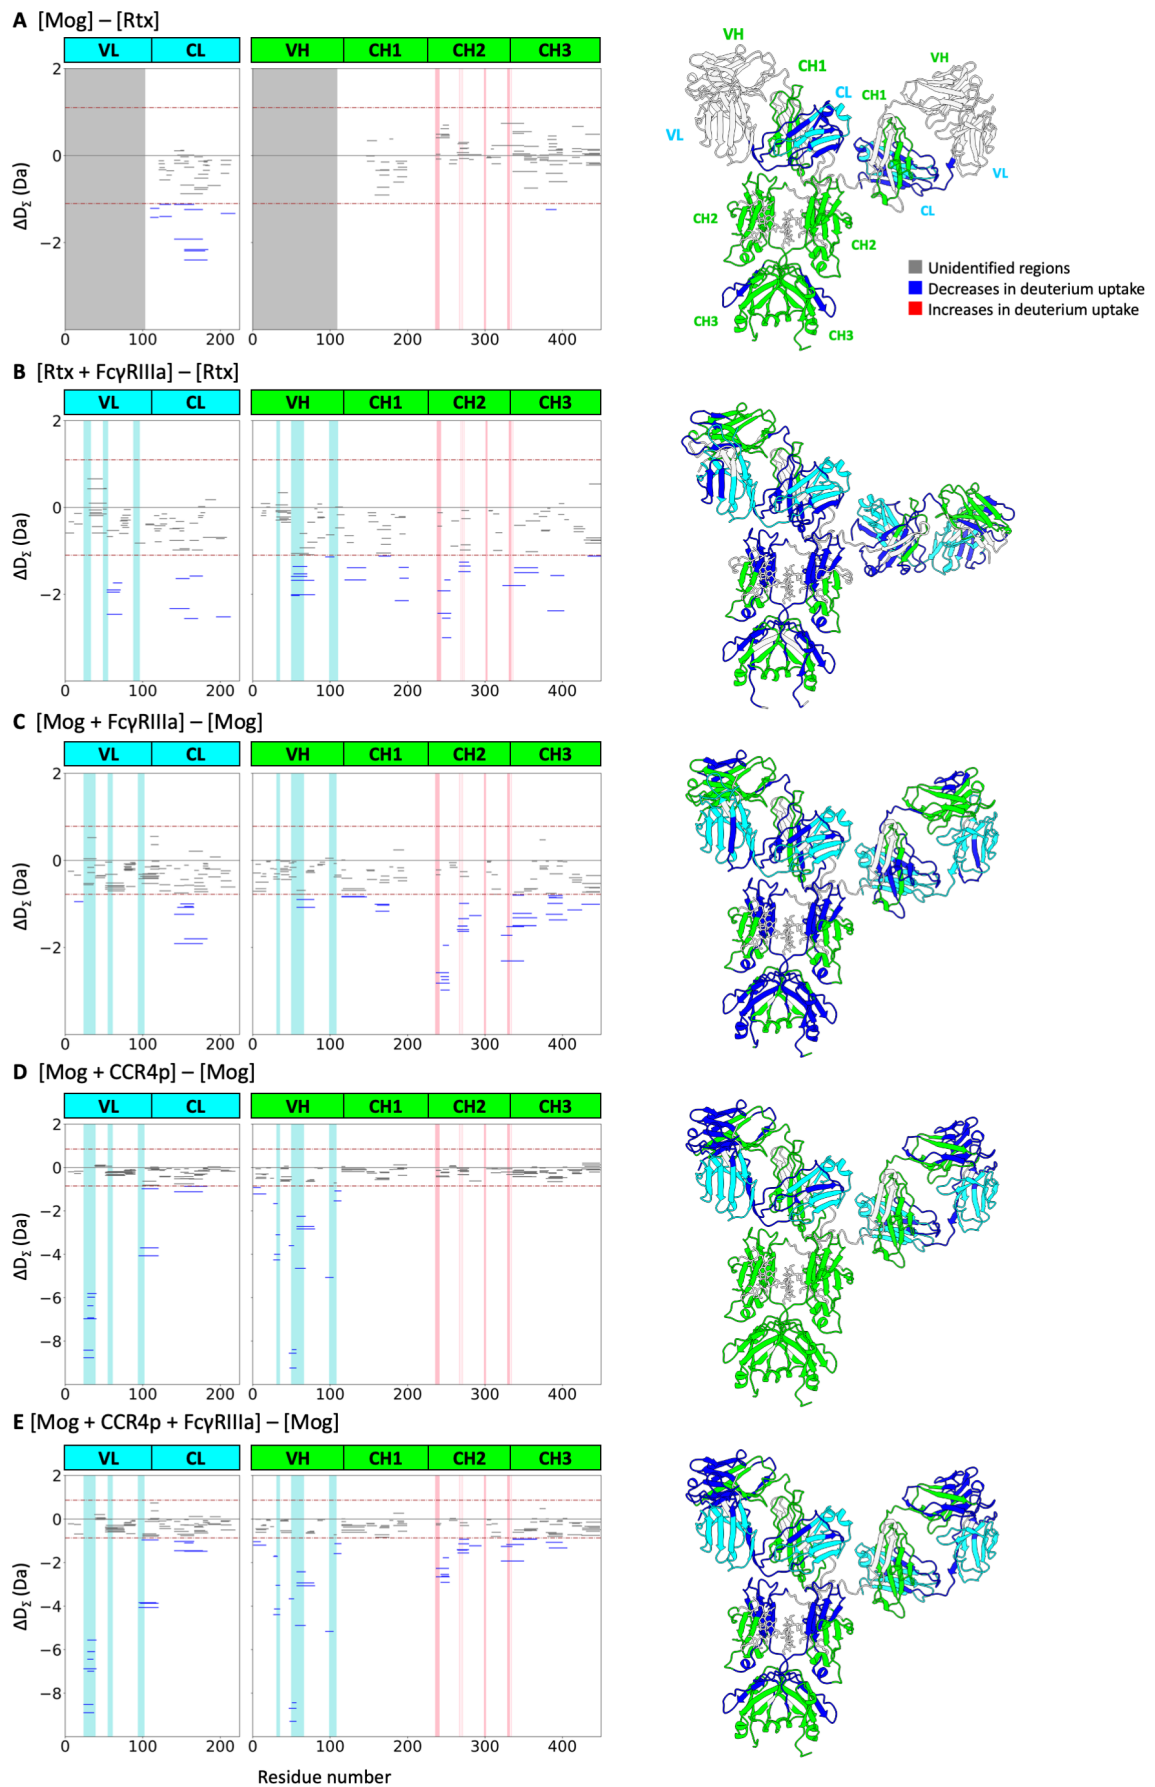 A [Mog] – [Rtx]
VL CL VH CH1 CH2 CH3
2
0
−2
ΔDΣ (Da)
0 100 200 0 100 200 300 400
VH
CH1
VH
CL
CH1
VL
VL
CL
CH2
CH2
CH3
CH3
Unidentified regions
Decreases in deuterium uptake
Increases in deuterium uptake
B [Rtx + FcγRIIIa] – [Rtx]
VL CL VH CH1 CH2 CH3
2
0
−2
ΔDΣ (Da)
0 100 200 0 100 200 300 400
C [Mog + FcγRIIIa] – [Mog]
VL CL VH CH1 CH2 CH3
2
0
−2
ΔDΣ (Da)
0 100 200 0 100 200 300 400
D [Mog + CCR4p] – [Mog]
VL CL VH CH1 CH2 CH3
2
0
−2
−4
−6
−8
ΔDΣ (Da)
0 100 200 0 100 200 300 400
E [Mog + CCR4p + FcγRIIIa] – [Mog]
VL CL VH CH1 CH2 CH3
2
0
−2
−4
−6
−8
ΔDΣ (Da)
0 100 200 0 100 200 300 400
Residue number